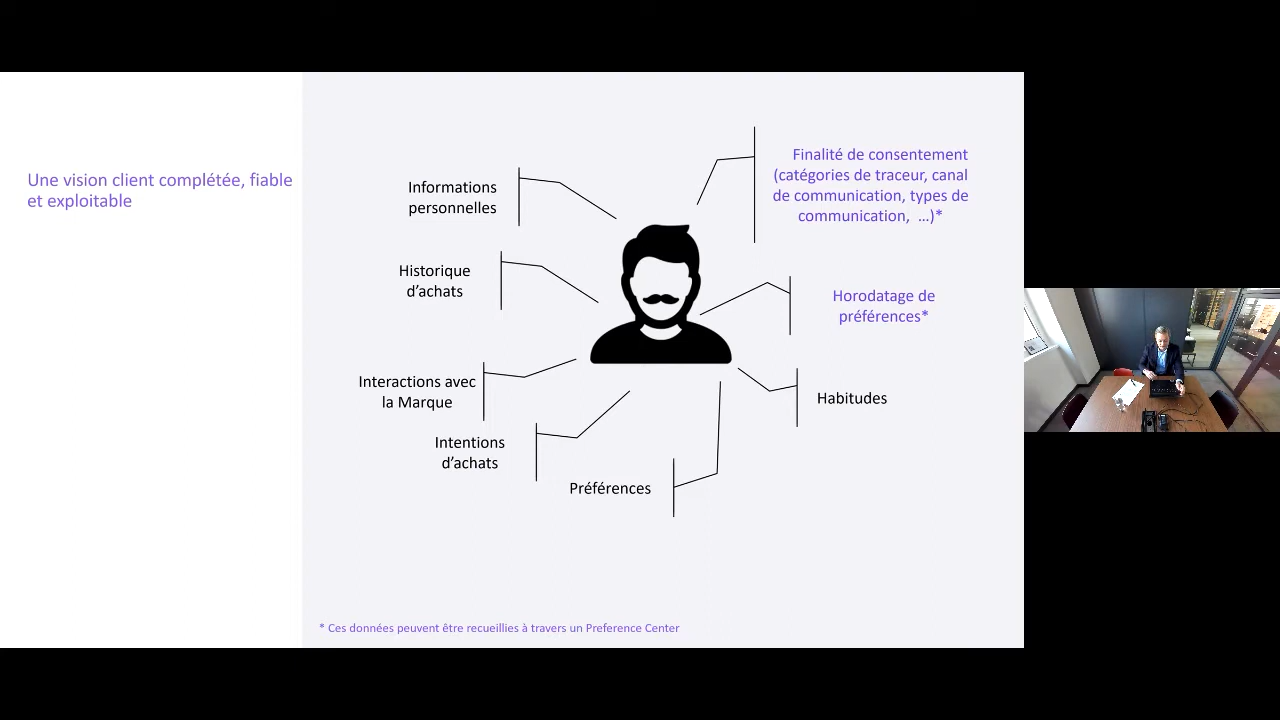 Une vision client complétée, fiable
et exploitable
Informations
personnelles
Historique
d’achats
Interactions avec
la Marque
Intentions
d’achats
Préférences
Finalité de consentement
(catégories de traceur, canal
de communication, types de
communication,  …)*
Horodatage de
préférences*
Habitudes
* Ces données peuvent être recueillies à travers un Preference Center